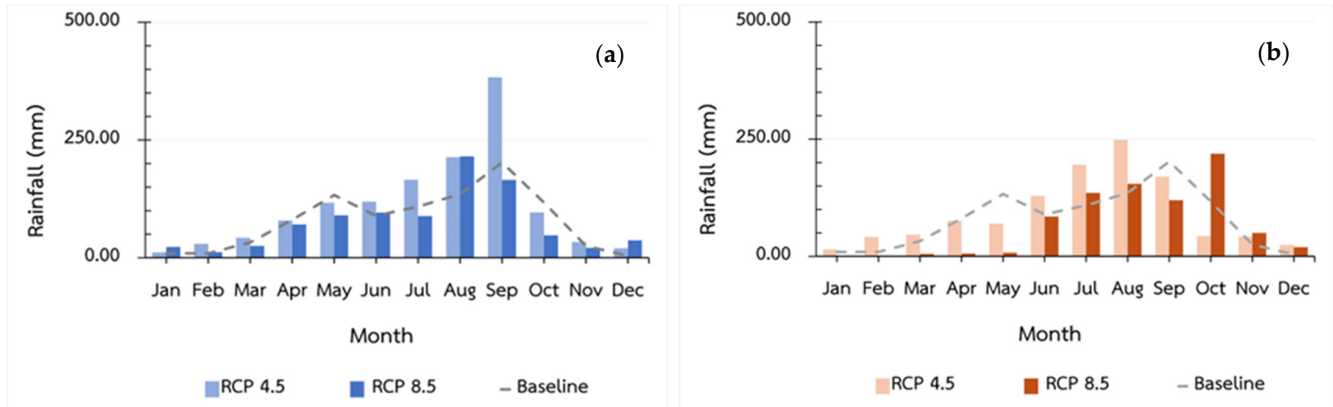 500.00
(a)
250.00
0.00
Rainfall (mm)
Jan Feb Mar Apr May Jun Jul Aug Sep Oct Nov Dec
Month
RCP 4.5 RCP 8.5 Baseline
500.00
(b)
250.00
0.00
Rainfall (mm)
Jan Feb Mar Apr May Jun Jul Aug Sep Oct Nov Dec
Month
RCP 4.5 RCP 8.5 Baseline